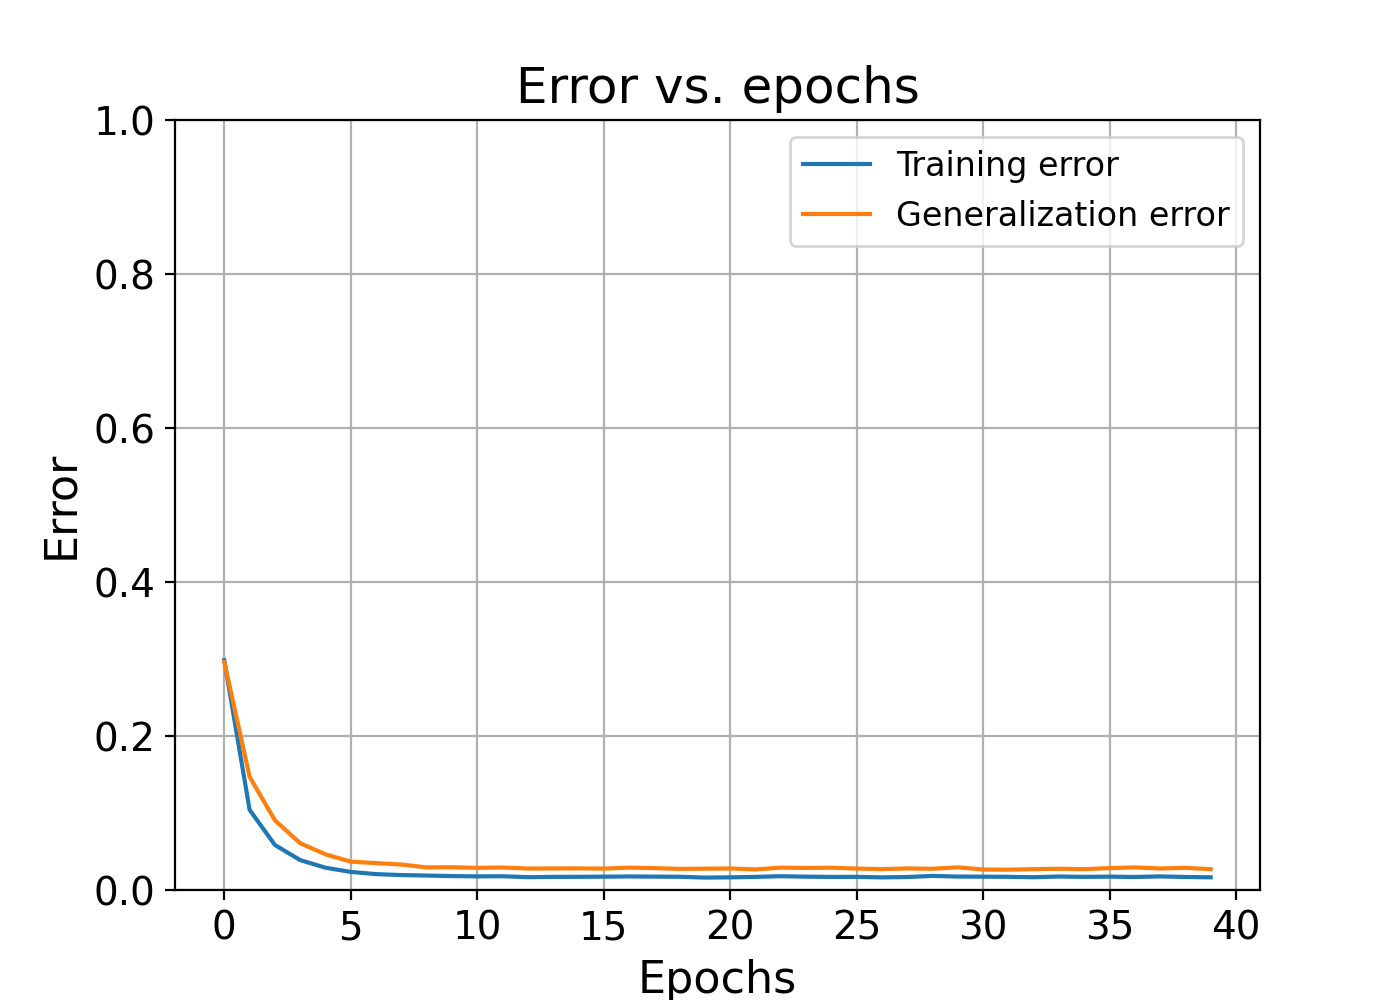 Error vs. epochs
1.0
0.8
0.6
0.4
0.2
0.0
Error
Training error
Generalization error
0 5 10 15 20 25 30 35 40
Epochs